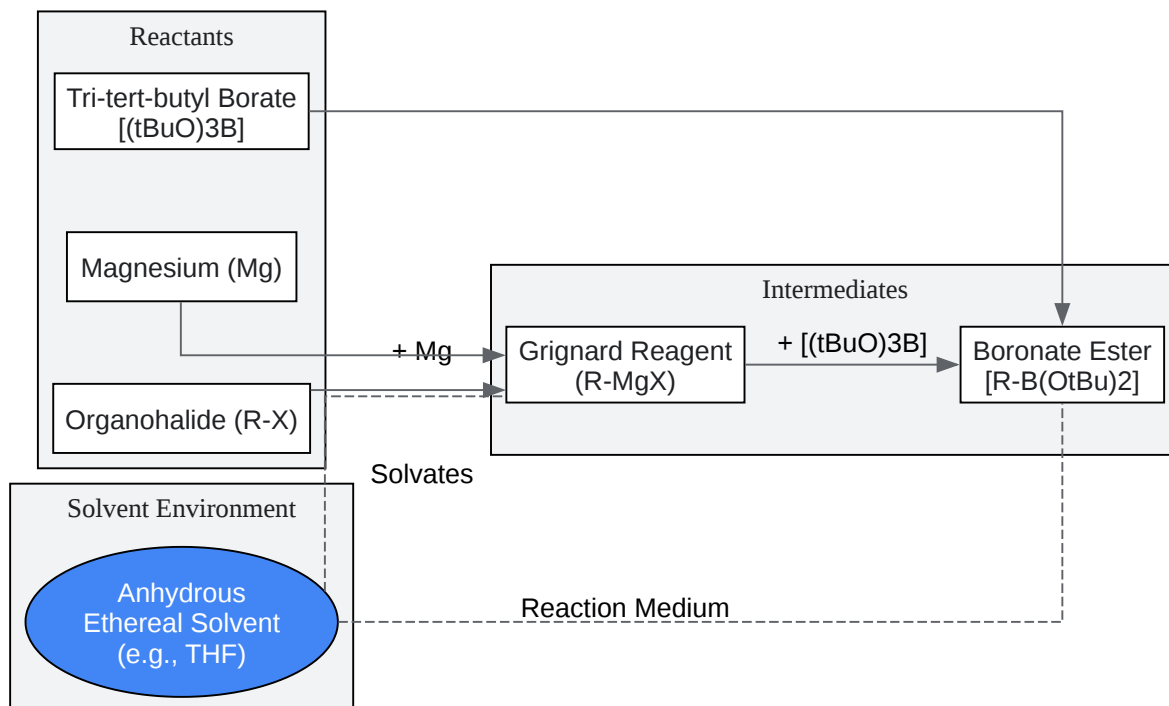 Reactants
Tri-tert-butyl Borate
[(tBuO)3B]
Magnesium (Mg)
Organohalide (R-X)
+ Mg
Intermediates
Grignard Reagent
(R-MgX)
+ [(tBuO)3B]
Boronate Ester
[R-B(OtBu)2]
Solvates
Solvent Environment
Anhydrous
Ethereal Solvent
(e.g., THF)
Reaction Medium